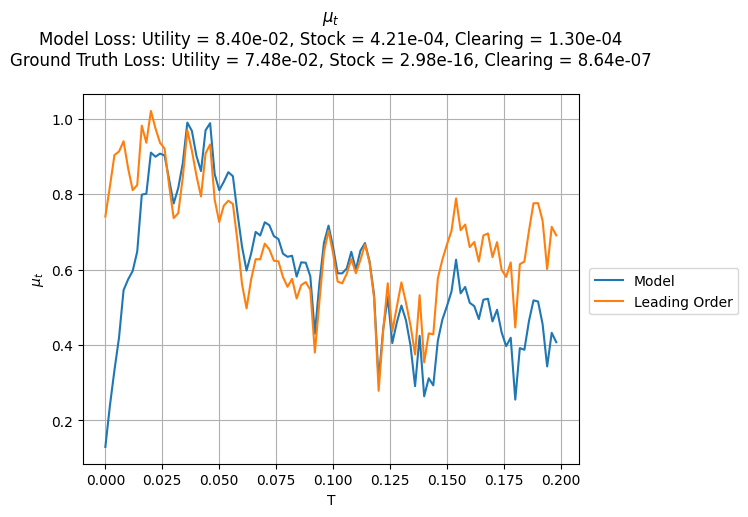 μ_t
Model Loss: Utility = 8.40e-02, Stock = 4.21e-04, Clearing = 1.30e-04
Ground Truth Loss: Utility = 7.48e-02, Stock = 2.98e-16, Clearing = 8.64e-07
1.0
0.8
0.6
0.4
0.2
μ_t
0.000 0.025 0.050 0.075 0.100 0.125 0.150 0.175 0.200
T
Model
Leading Order